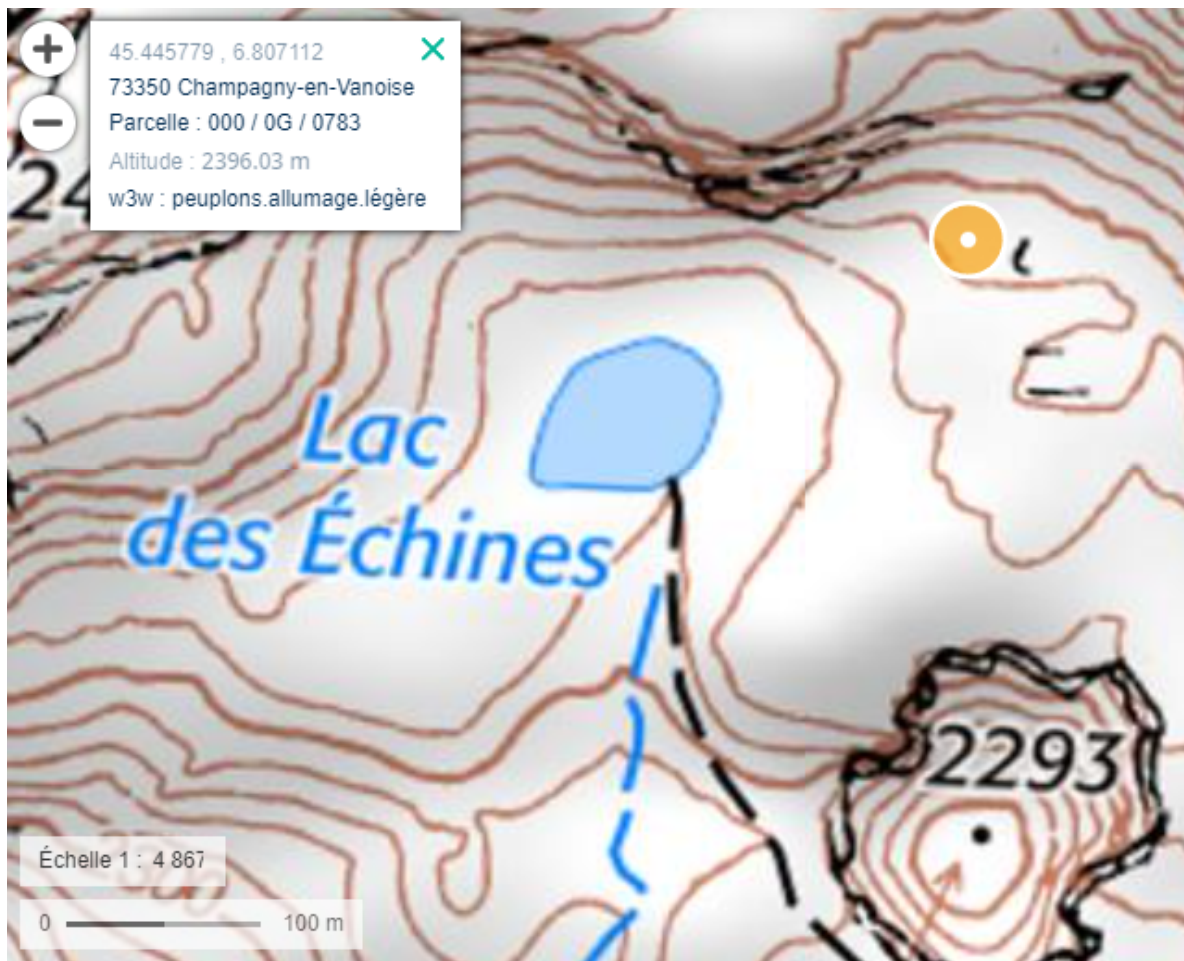 45.445779 , 6.807112
73350 Champagny-en-Vanoise
Parcelle : 000 / 0G / 0783
Altitude : 2396.03 m
w3w : peuplons.allumage.légère
Lac
des Échines
2293
Échelle 1 : 4 867
0 100 m